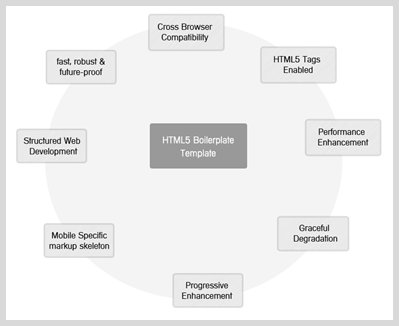 Cross Browser
Compatibility
fast, robust &
future-proof
HTML5 Tags
Enabled
Structured Web
Development
HTML5 Boilerplate
Template
Performance
Enhancement
Mobile Specific
markup skeleton
Graceful
Degradation
Progressive
Enhancement